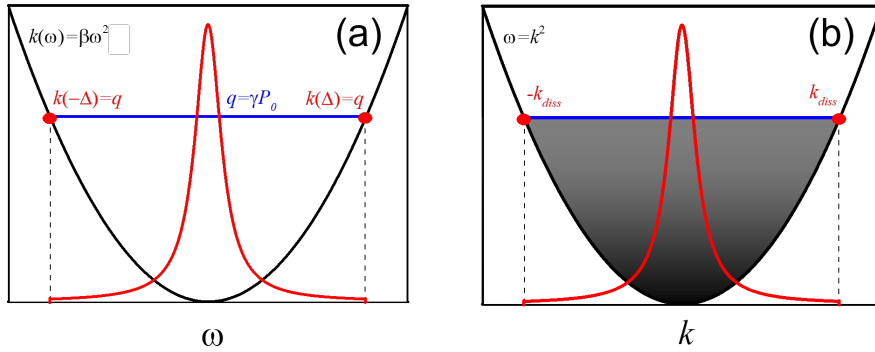 (a)
k(ω)=βω²
k(−Δ)=q
q=γP₀
k(Δ)=q
ω
(b)
ω=k²
-k_diss
k_diss
k